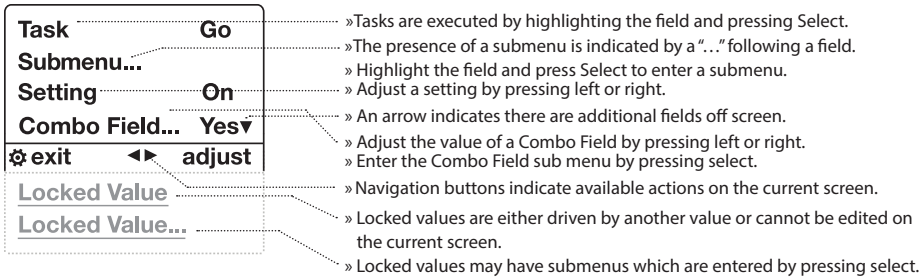 Task Go
Submenu...
Setting On
Combo Field... Yes▾
⚙ exit ◂▸ adjust
Locked Value
Locked Value...
»Tasks are executed by highlighting the field and pressing Select.
»The presence of a submenu is indicated by a “…” following a field.
» Highlight the field and press Select to enter a submenu.
» Adjust a setting by pressing left or right.
» An arrow indicates there are additional fields off screen.
» Adjust the value of a Combo Field by pressing left or right.
» Enter the Combo Field sub menu by pressing select.
» Navigation buttons indicate available actions on the current screen.
» Locked values are either driven by another value or cannot be edited on
the current screen.
» Locked values may have submenus which are entered by pressing select.